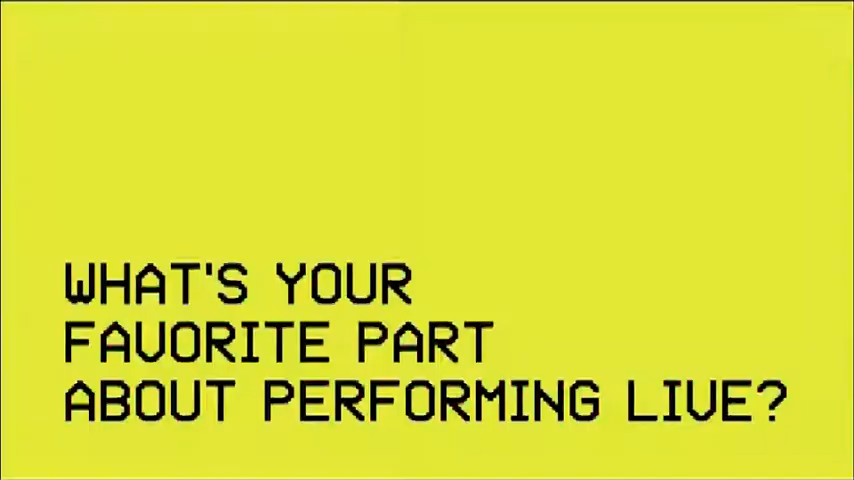 WHAT'S YOUR
FAVORITE PART
ABOUT PERFORMING LIVE?